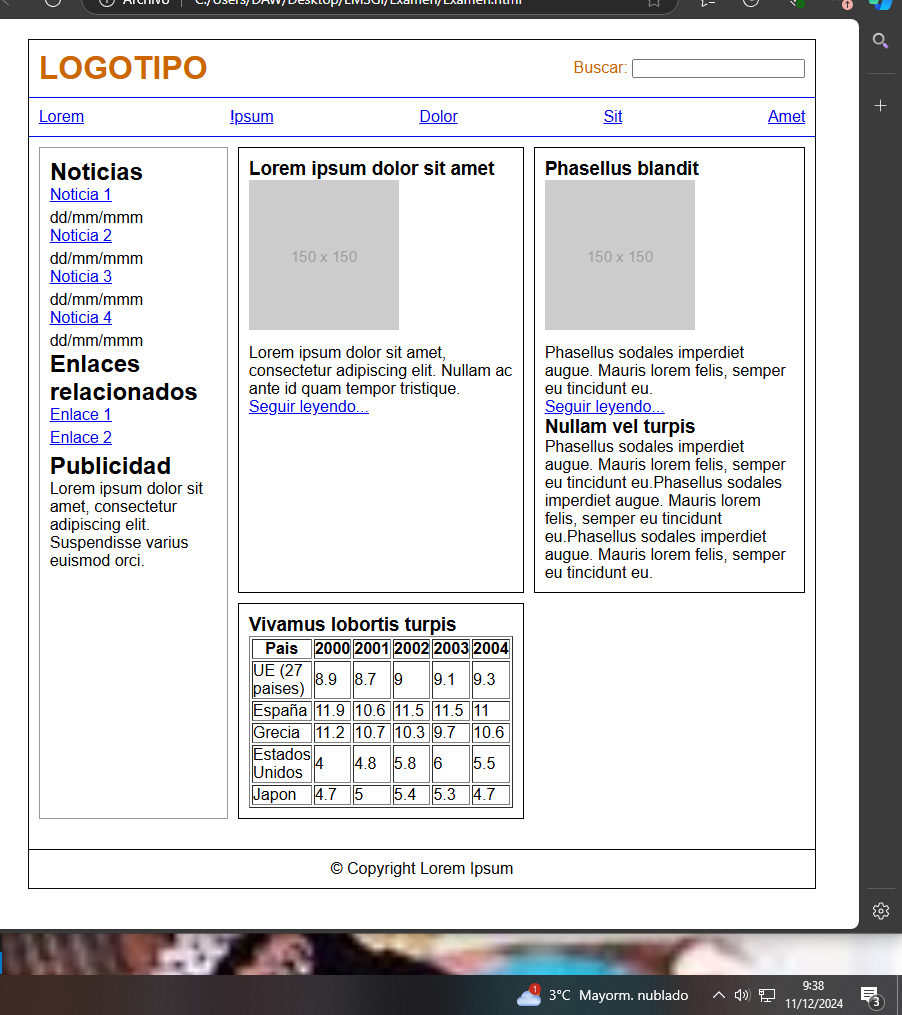 Archivo
C:/Users/DAW/Desktop/LMSGI/Examen/Examen.html
LOGOTIPO
Buscar:
Lorem
Ipsum
Dolor
Sit
Amet
Noticias
Noticia 1
dd/mm/mmm
Noticia 2
dd/mm/mmm
Noticia 3
dd/mm/mmm
Noticia 4
dd/mm/mmm
Enlaces
relacionados
Enlace 1
Enlace 2
Publicidad
Lorem ipsum dolor sit
amet, consectetur
adipiscing elit.
Suspendisse varius
euismod orci.
Lorem ipsum dolor sit amet
150 x 150
Lorem ipsum dolor sit amet,
consectetur adipiscing elit. Nullam ac
ante id quam tempor tristique.
Seguir leyendo...
Phasellus blandit
150 x 150
Phasellus sodales imperdiet
augue. Mauris lorem felis, semper
eu tincidunt eu.
Seguir leyendo...
Nullam vel turpis
Phasellus sodales imperdiet
augue. Mauris lorem felis, semper
eu tincidunt eu.Phasellus sodales
imperdiet augue. Mauris lorem
felis, semper eu tincidunt
eu.Phasellus sodales imperdiet
augue. Mauris lorem felis, semper
eu tincidunt eu.
Vivamus lobortis turpis
Pais 2000 2001 2002 2003 2004
UE (27
paises) 8.9 8.7 9 9.1 9.3
España 11.9 10.6 11.5 11.5 11
Grecia 11.2 10.7 10.3 9.7 10.6
Estados
Unidos 4 4.8 5.8 6 5.5
Japon 4.7 5 5.4 5.3 4.7
© Copyright Lorem Ipsum
1
3°C Mayorm. nublado
9:38
11/12/2024
3